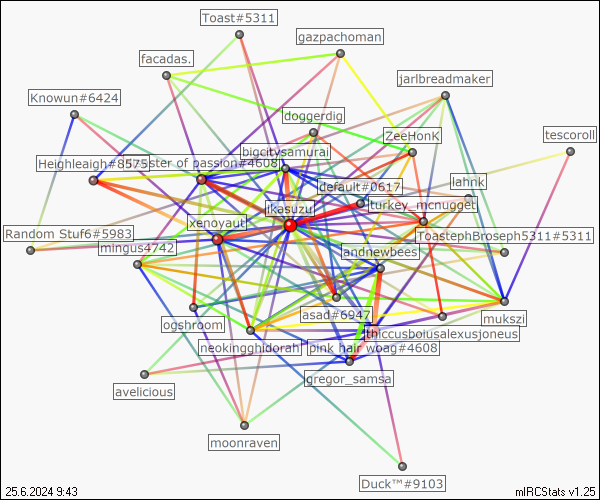 Toast#5311
gazpachoman
facadas.
jarlbreadmaker
Knowun#6424
doggerdig
ZeeHonk
tescoroll
bigcitysamurai
Heighleaigh#8575
ster of passion#4608
default#0617
lahnk
ikasuzu
turkey_mcnugget
xenoyaut
Random Stuf6#5983
ToastephBroseph5311#5311
mingus4742
landnewbees
asad#6947
mukszi
ogshroom
thiccusboiusalexusjoneus
neokingghidorah
pink hair woag#4608
gregor_samsa
avelicious
moonraven
Duck™#9103
25.6.2024 9:43
mIRCStats v1.25